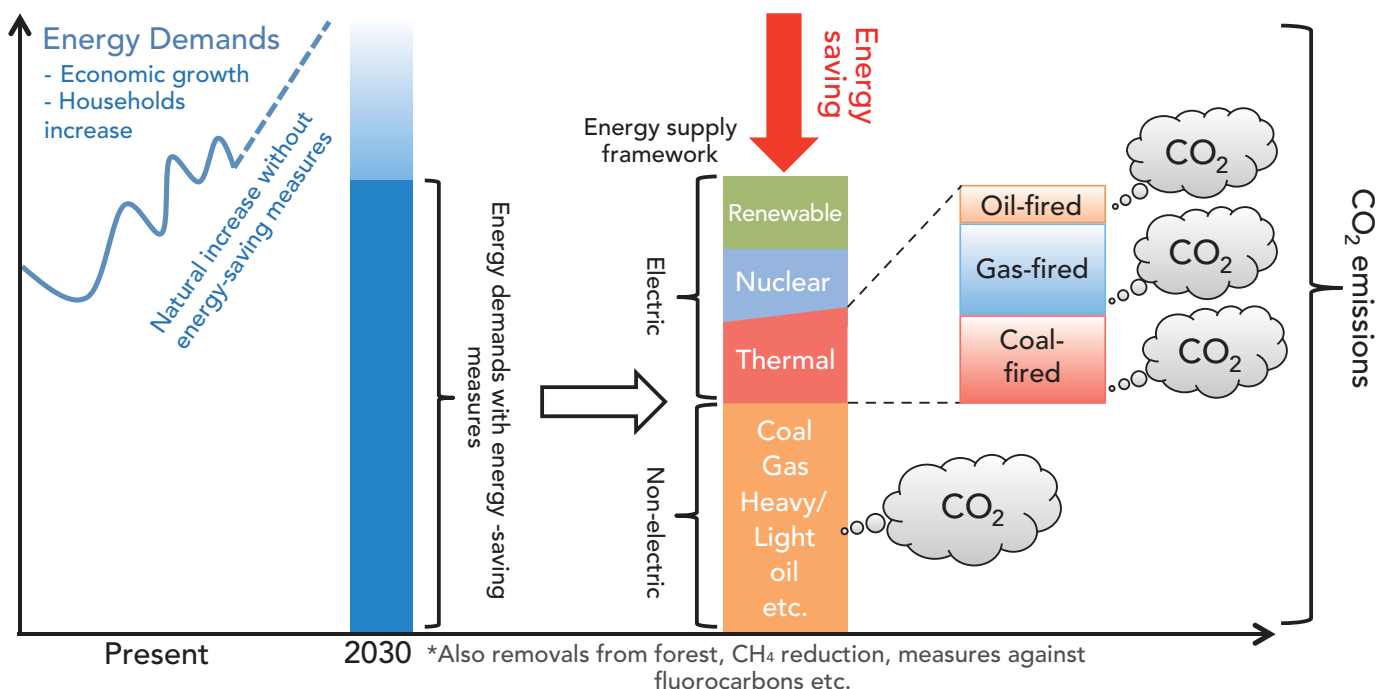 Energy Demands
- Economic growth
- Households
increase
Natural increase without
energy-saving measures
Energy demands with energy -saving
measures
Energy saving
Energy supply
framework
Electric
Non-electric
Renewable
Nuclear
Thermal
Coal
Gas
Heavy/
Light
oil
etc.
Oil-fired
Gas-fired
Coal-
fired
CO₂
CO₂
CO₂
CO₂
CO₂ emissions
Present
2030
*Also removals from forest, CH₄ reduction, measures against
fluorocarbons etc.